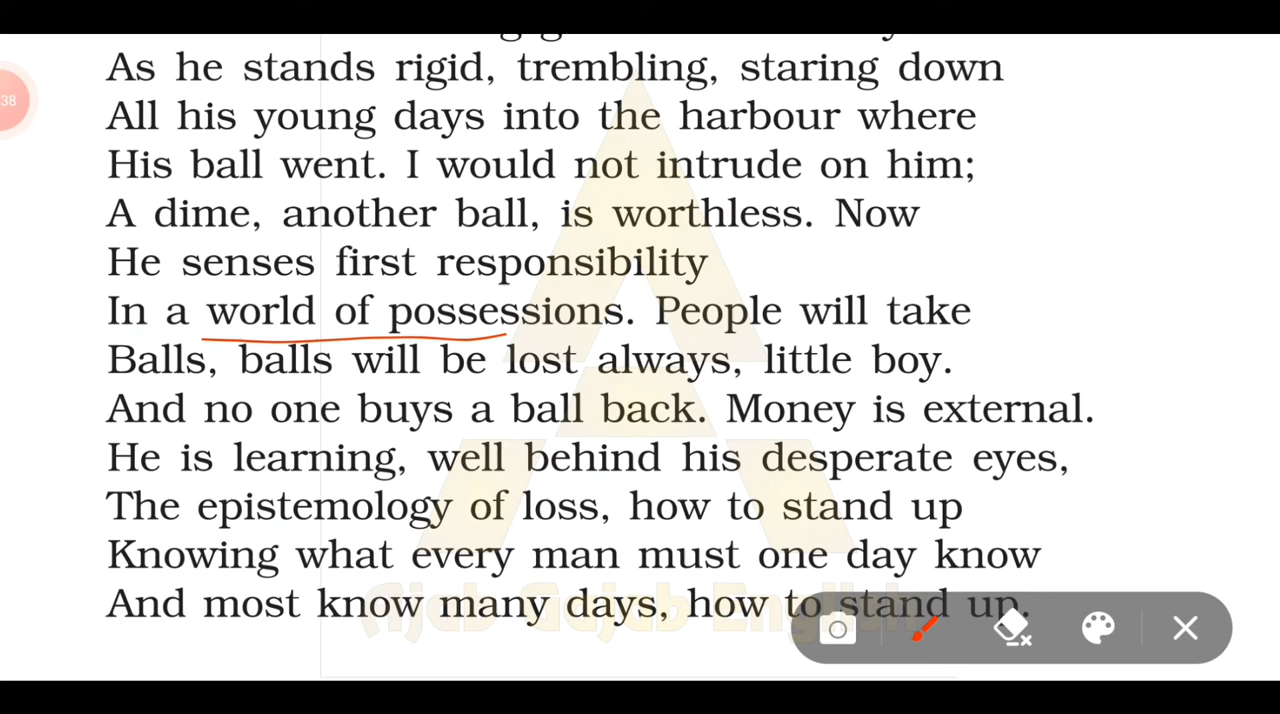 As he stands rigid, trembling, staring down
38
All his young days into the harbour where
His ball went. I would not intrude on him;
A dime, another ball, is worthless. Now
He senses first responsibility
In a world of possessions. People will take
Balls, balls will be lost always, little boy.
And no one buys a ball back. Money is external.
He is learning, well behind his desperate eyes,
The epistemology of loss, how to stand up
Knowing what every man must one day know
And most know many days, how to stand up.
Ajab Gajab English